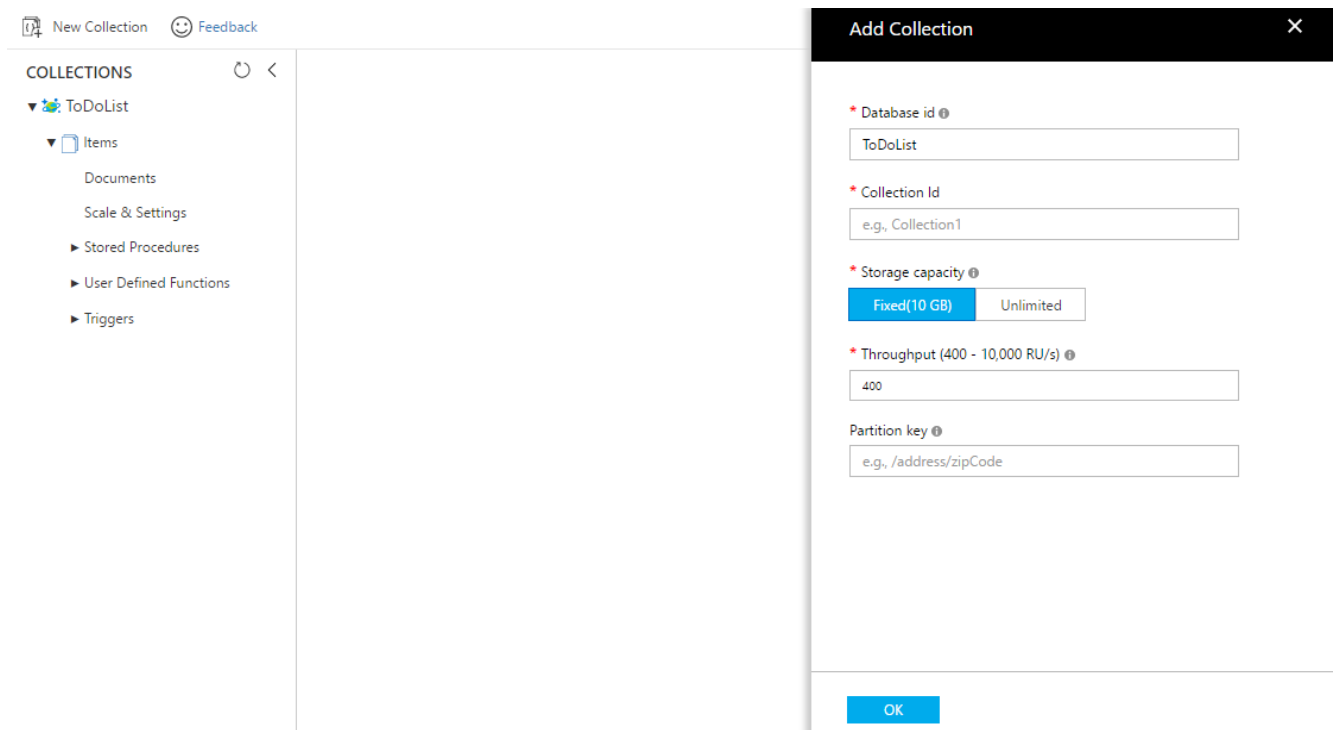 New Collection Feedback
COLLECTIONS
ToDoList
Items
Documents
Scale & Settings
Stored Procedures
User Defined Functions
Triggers
Add Collection
* Database id
ToDoList
* Collection Id
e.g., Collection1
* Storage capacity
Fixed(10 GB) Unlimited
* Throughput (400 - 10,000 RU/s)
400
Partition key
e.g., /address/zipCode
OK